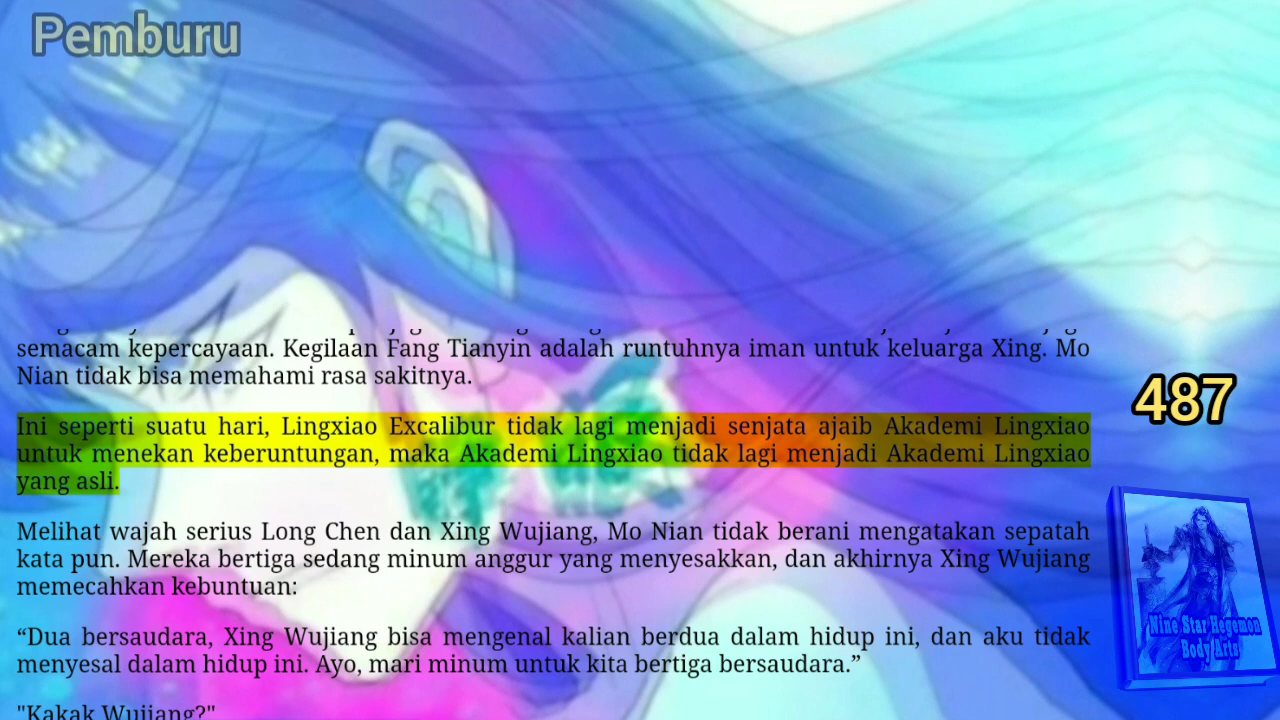 Pemburu
semacam kepercayaan. Kegilaan Fang Tianyin adalah runtuhnya iman untuk keluarga Xing. Mo
Nian tidak bisa memahami rasa sakitnya.
Ini seperti suatu hari, Lingxiao Excalibur tidak lagi menjadi senjata ajaib Akademi Lingxiao
untuk menekan keberuntungan, maka Akademi Lingxiao tidak lagi menjadi Akademi Lingxiao
yang asli.
487
Melihat wajah serius Long Chen dan Xing Wujiang, Mo Nian tidak berani mengatakan sepatah
kata pun. Mereka bertiga sedang minum anggur yang menyesakkan, dan akhirnya Xing Wujiang
memecahkan kebuntuan:
“Dua bersaudara, Xing Wujiang bisa mengenal kalian berdua dalam hidup ini, dan aku tidak
menyesal dalam hidup ini. Ayo, mari minum untuk kita bertiga bersaudara.”
"Kakak Wujiang?"
Nine Star Hegemon
Body Arts